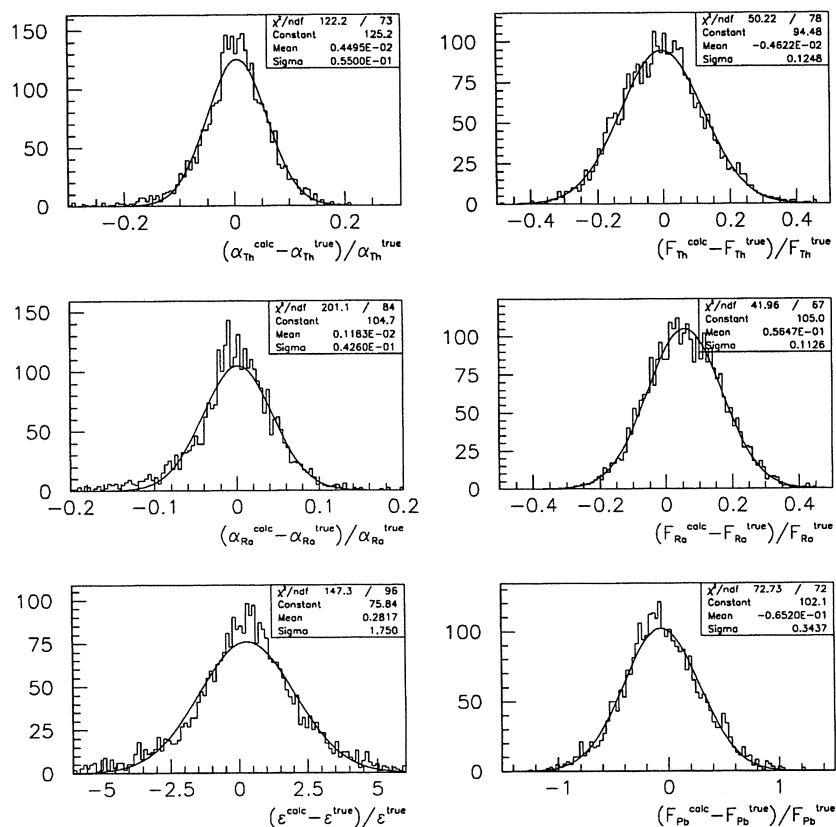 χ²/ndf 122.2 / 73
Constant 125.2
Mean 0.4495E-02
Sigma 0.5500E-01
150
100
50
0
-0.2 0 0.2
(α_Th^calc − α_Th^true)/α_Th^true
χ²/ndf 50.22 / 78
Constant 94.48
Mean -0.4622E-02
Sigma 0.1248
100
75
50
25
0
-0.4 -0.2 0 0.2 0.4
(F_Th^calc − F_Th^true)/F_Th^true
χ²/ndf 201.1 / 84
Constant 104.7
Mean 0.1183E-02
Sigma 0.4260E-01
150
100
50
0
-0.2 -0.1 0 0.1 0.2
(α_Ra^calc − α_Ra^true)/α_Ra^true
χ²/ndf 41.96 / 67
Constant 105.0
Mean 0.5647E-01
Sigma 0.1126
100
75
50
25
0
-0.4 -0.2 0 0.2 0.4
(F_Ra^calc − F_Ra^true)/F_Ra^true
χ²/ndf 147.3 / 96
Constant 75.84
Mean 0.2817
Sigma 1.750
100
75
50
25
0
-5 -2.5 0 2.5 5
(ε^calc − ε^true)/ε^true
χ²/ndf 72.73 / 72
Constant 102.1
Mean -0.6520E-01
Sigma 0.3437
100
50
0
-1 0 1
(F_Pb^calc − F_Pb^true)/F_Pb^true